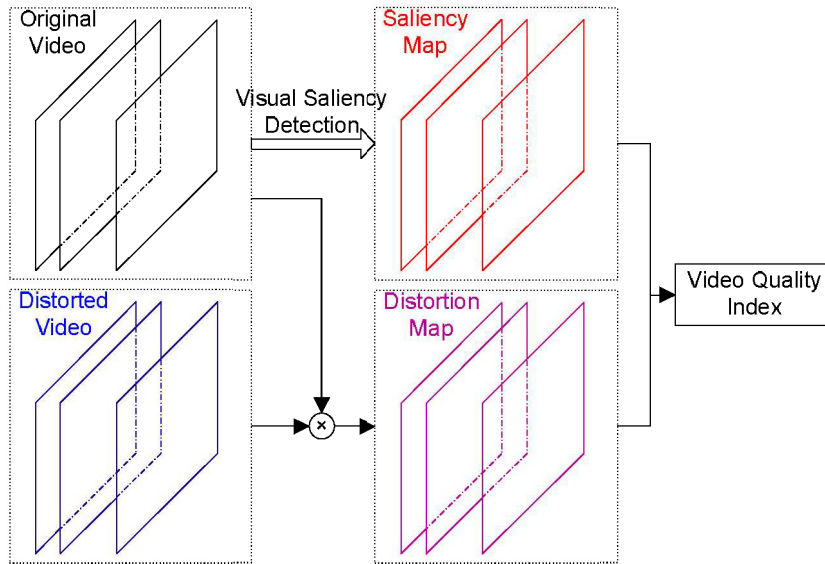 Original
Video
Visual Saliency
Detection
Saliency
Map
Distorted
Video
×
Distortion
Map
Video Quality
Index